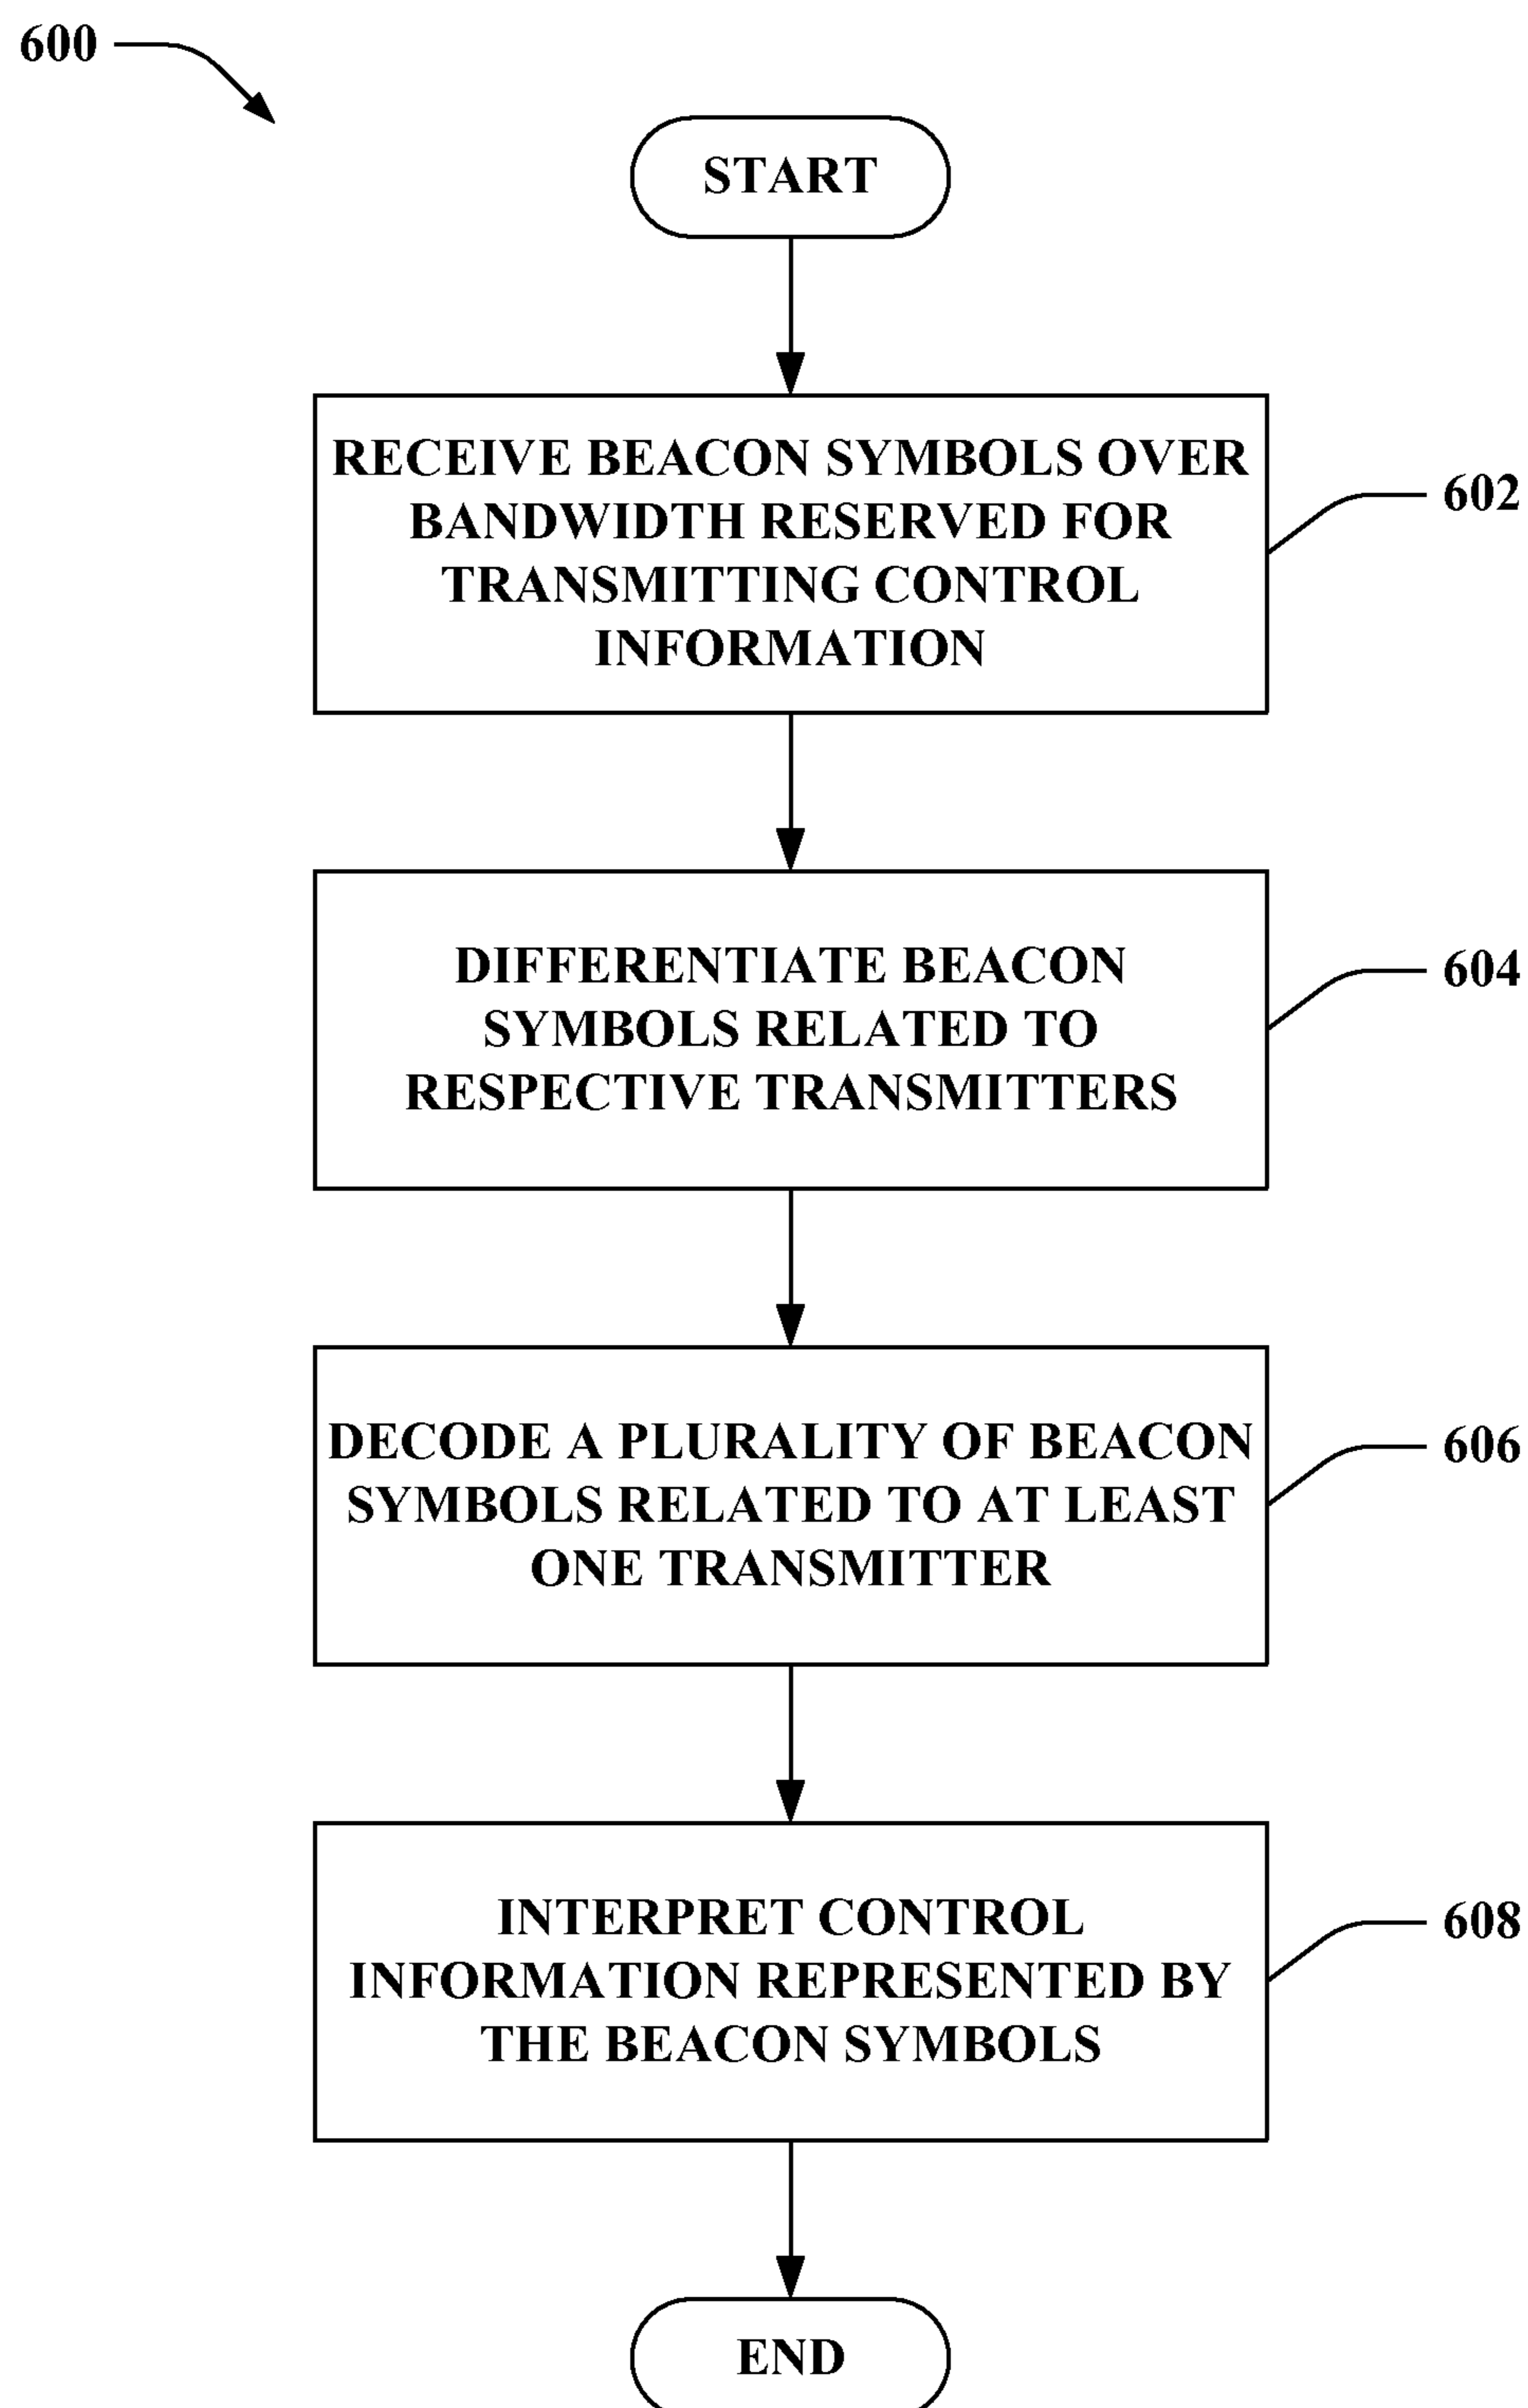 600
START
RECEIVE BEACON SYMBOLS OVER
BANDWIDTH RESERVED FOR
TRANSMITTING CONTROL
INFORMATION
602
DIFFERENTIATE BEACON
SYMBOLS RELATED TO
RESPECTIVE TRANSMITTERS
604
DECODE A PLURALITY OF BEACON
SYMBOLS RELATED TO AT LEAST
ONE TRANSMITTER
606
INTERPRET CONTROL
INFORMATION REPRESENTED BY
THE BEACON SYMBOLS
608
END